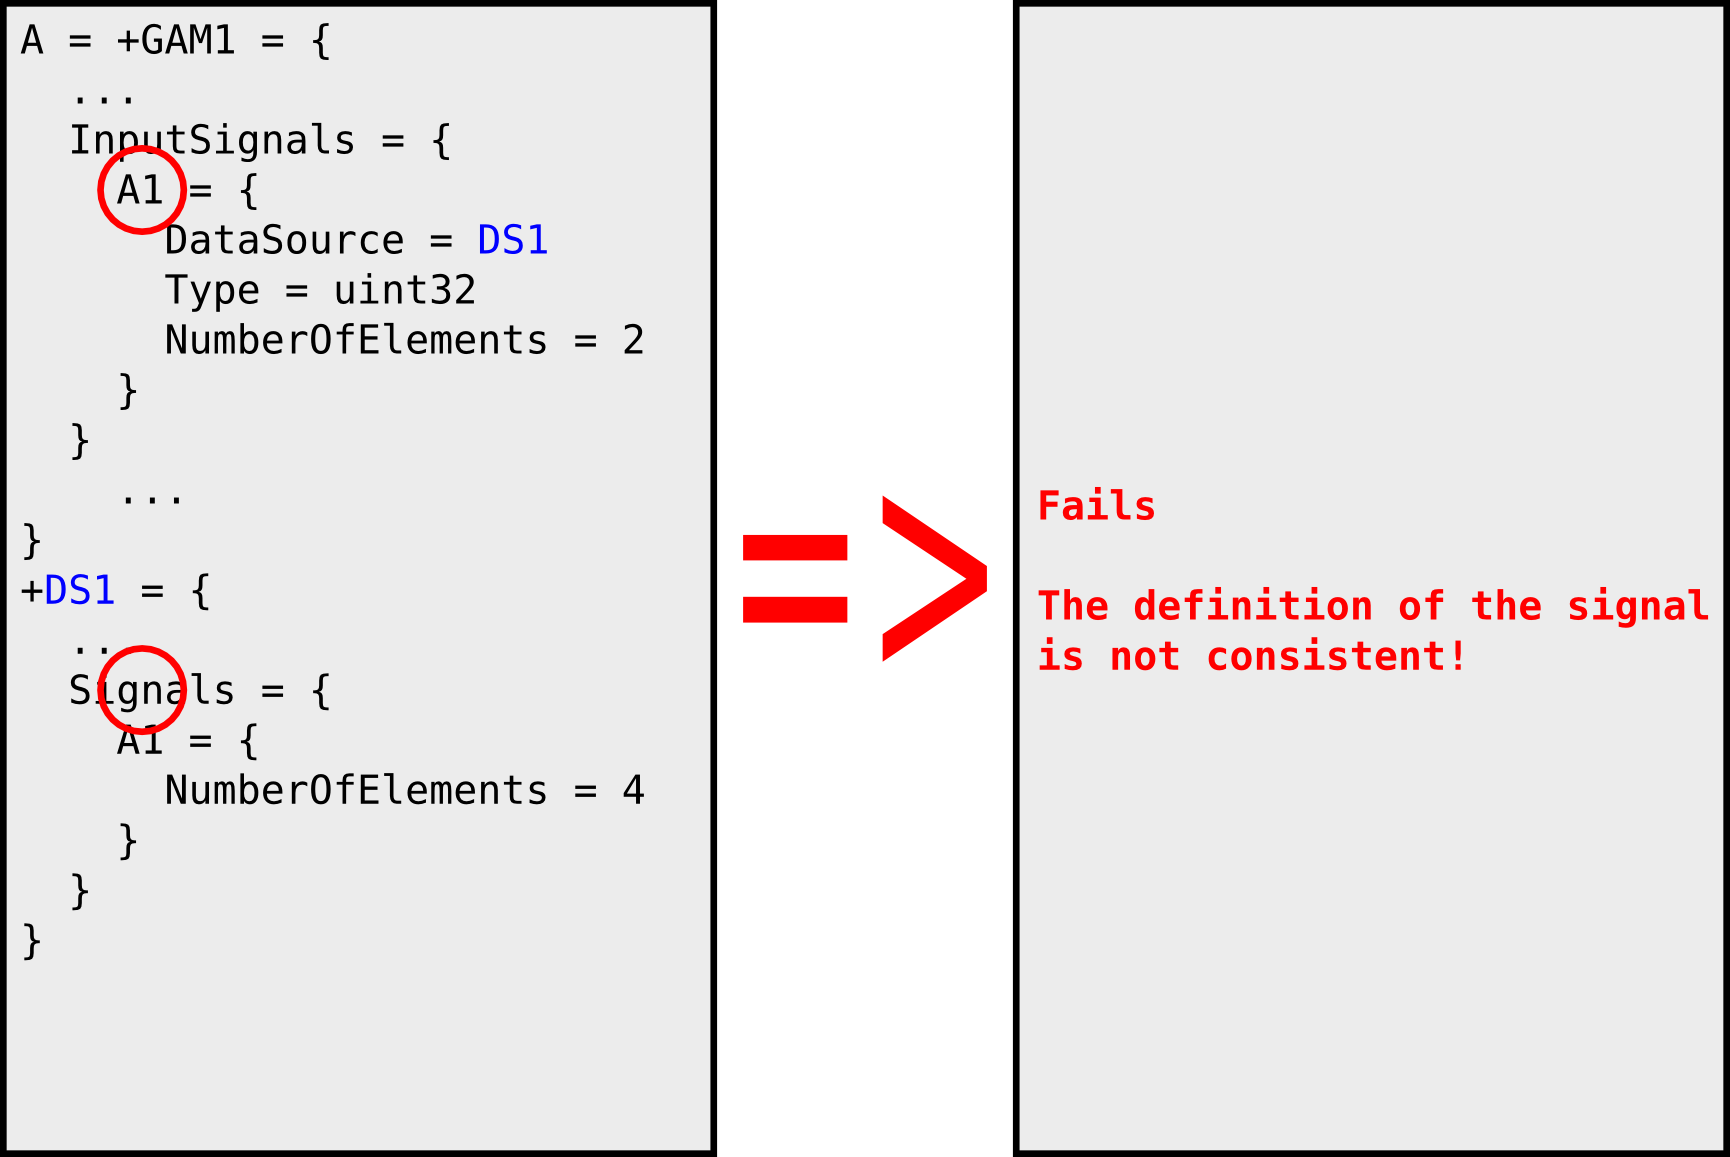 A = +GAM1 = {
...
InputSignals = {
A1 = {
DataSource = DS1
Type = uint32
NumberOfElements = 2
}
}
...
}
+DS1 = {
..
Signals = {
A1 = {
NumberOfElements = 4
}
}
}
=>
Fails
The definition of the signal
is not consistent!